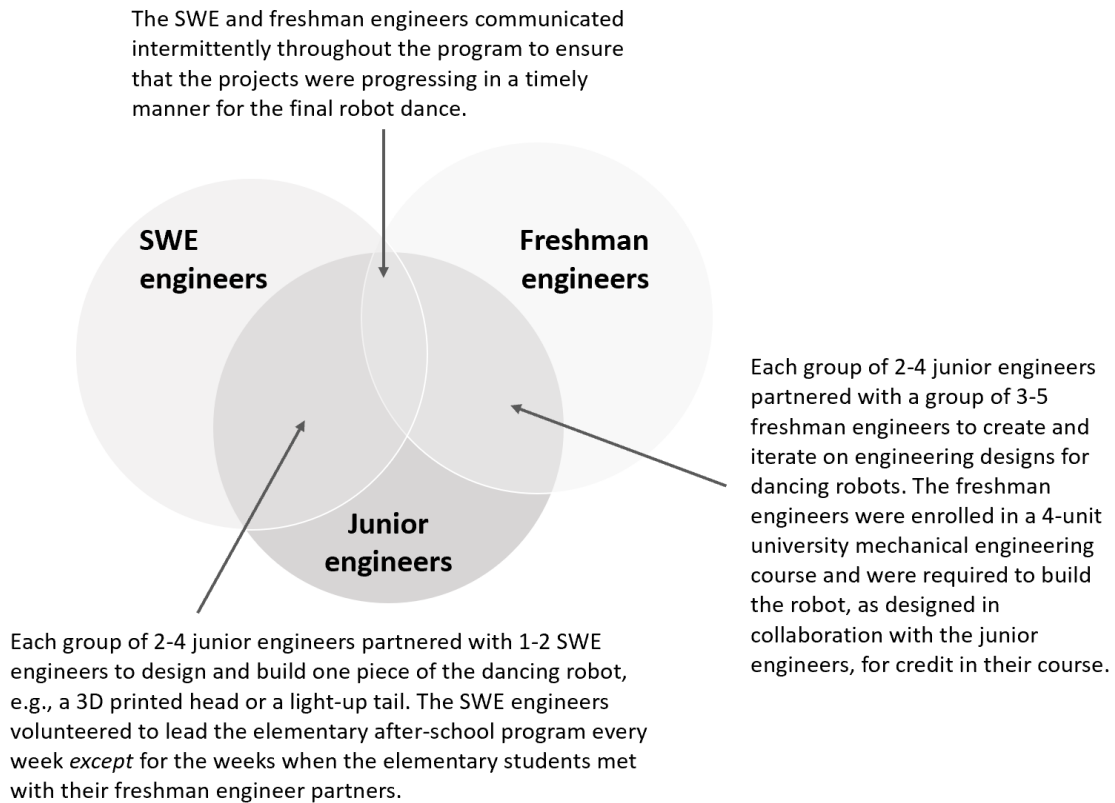 The SWE and freshman engineers communicated
intermittently throughout the program to ensure
that the projects were progressing in a timely
manner for the final robot dance.
SWE
engineers
Freshman
engineers
Each group of 2-4 junior engineers
partnered with a group of 3-5
freshman engineers to create and
iterate on engineering designs for
dancing robots. The freshman
engineers were enrolled in a 4-unit
university mechanical engineering
course and were required to build
the robot, as designed in
collaboration with the junior
engineers, for credit in their course.
Junior
engineers
Each group of 2-4 junior engineers partnered with 1-2 SWE
engineers to design and build one piece of the dancing robot,
e.g., a 3D printed head or a light-up tail. The SWE engineers
volunteered to lead the elementary after-school program every
week except for the weeks when the elementary students met
with their freshman engineer partners.